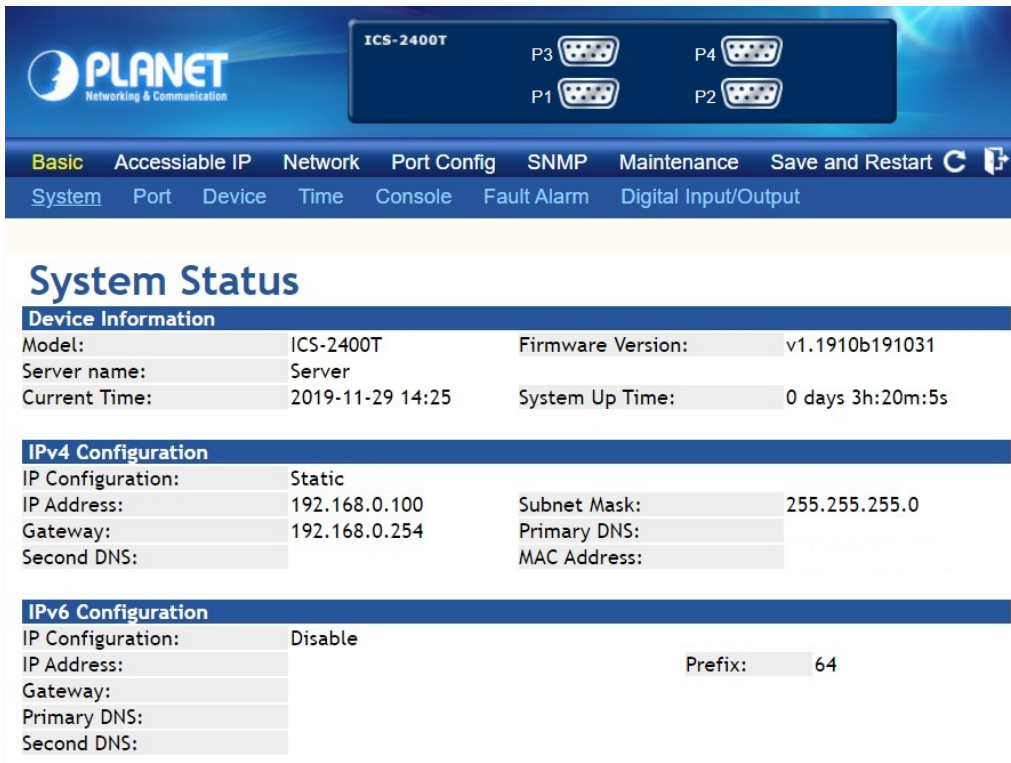 ICS-2400T
P3 P4
PLANET
Networking & Communication
P1 P2
Basic Accessiable IP Network Port Config SNMP Maintenance Save and Restart
System Port Device Time Console Fault Alarm Digital Input/Output
System Status
Device Information
Model: ICS-2400T Firmware Version: v1.1910b191031
Server name: Server
Current Time: 2019-11-29 14:25 System Up Time: 0 days 3h:20m:5s
IPv4 Configuration
IP Configuration: Static
IP Address: 192.168.0.100 Subnet Mask: 255.255.255.0
Gateway: 192.168.0.254 Primary DNS:
Second DNS: MAC Address:
IPv6 Configuration
IP Configuration: Disable
IP Address: Prefix: 64
Gateway:
Primary DNS:
Second DNS: